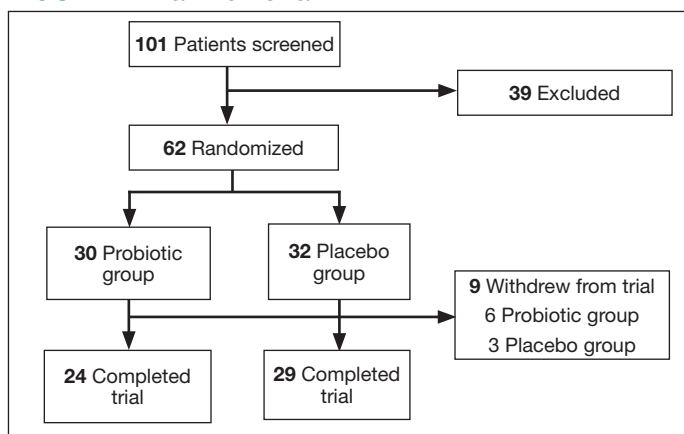 101 Patients screened
39 Excluded
62 Randomized
30 Probiotic
group
32 Placebo
group
9 Withdrew from trial
6 Probiotic group
3 Placebo group
24 Completed
trial
29 Completed
trial